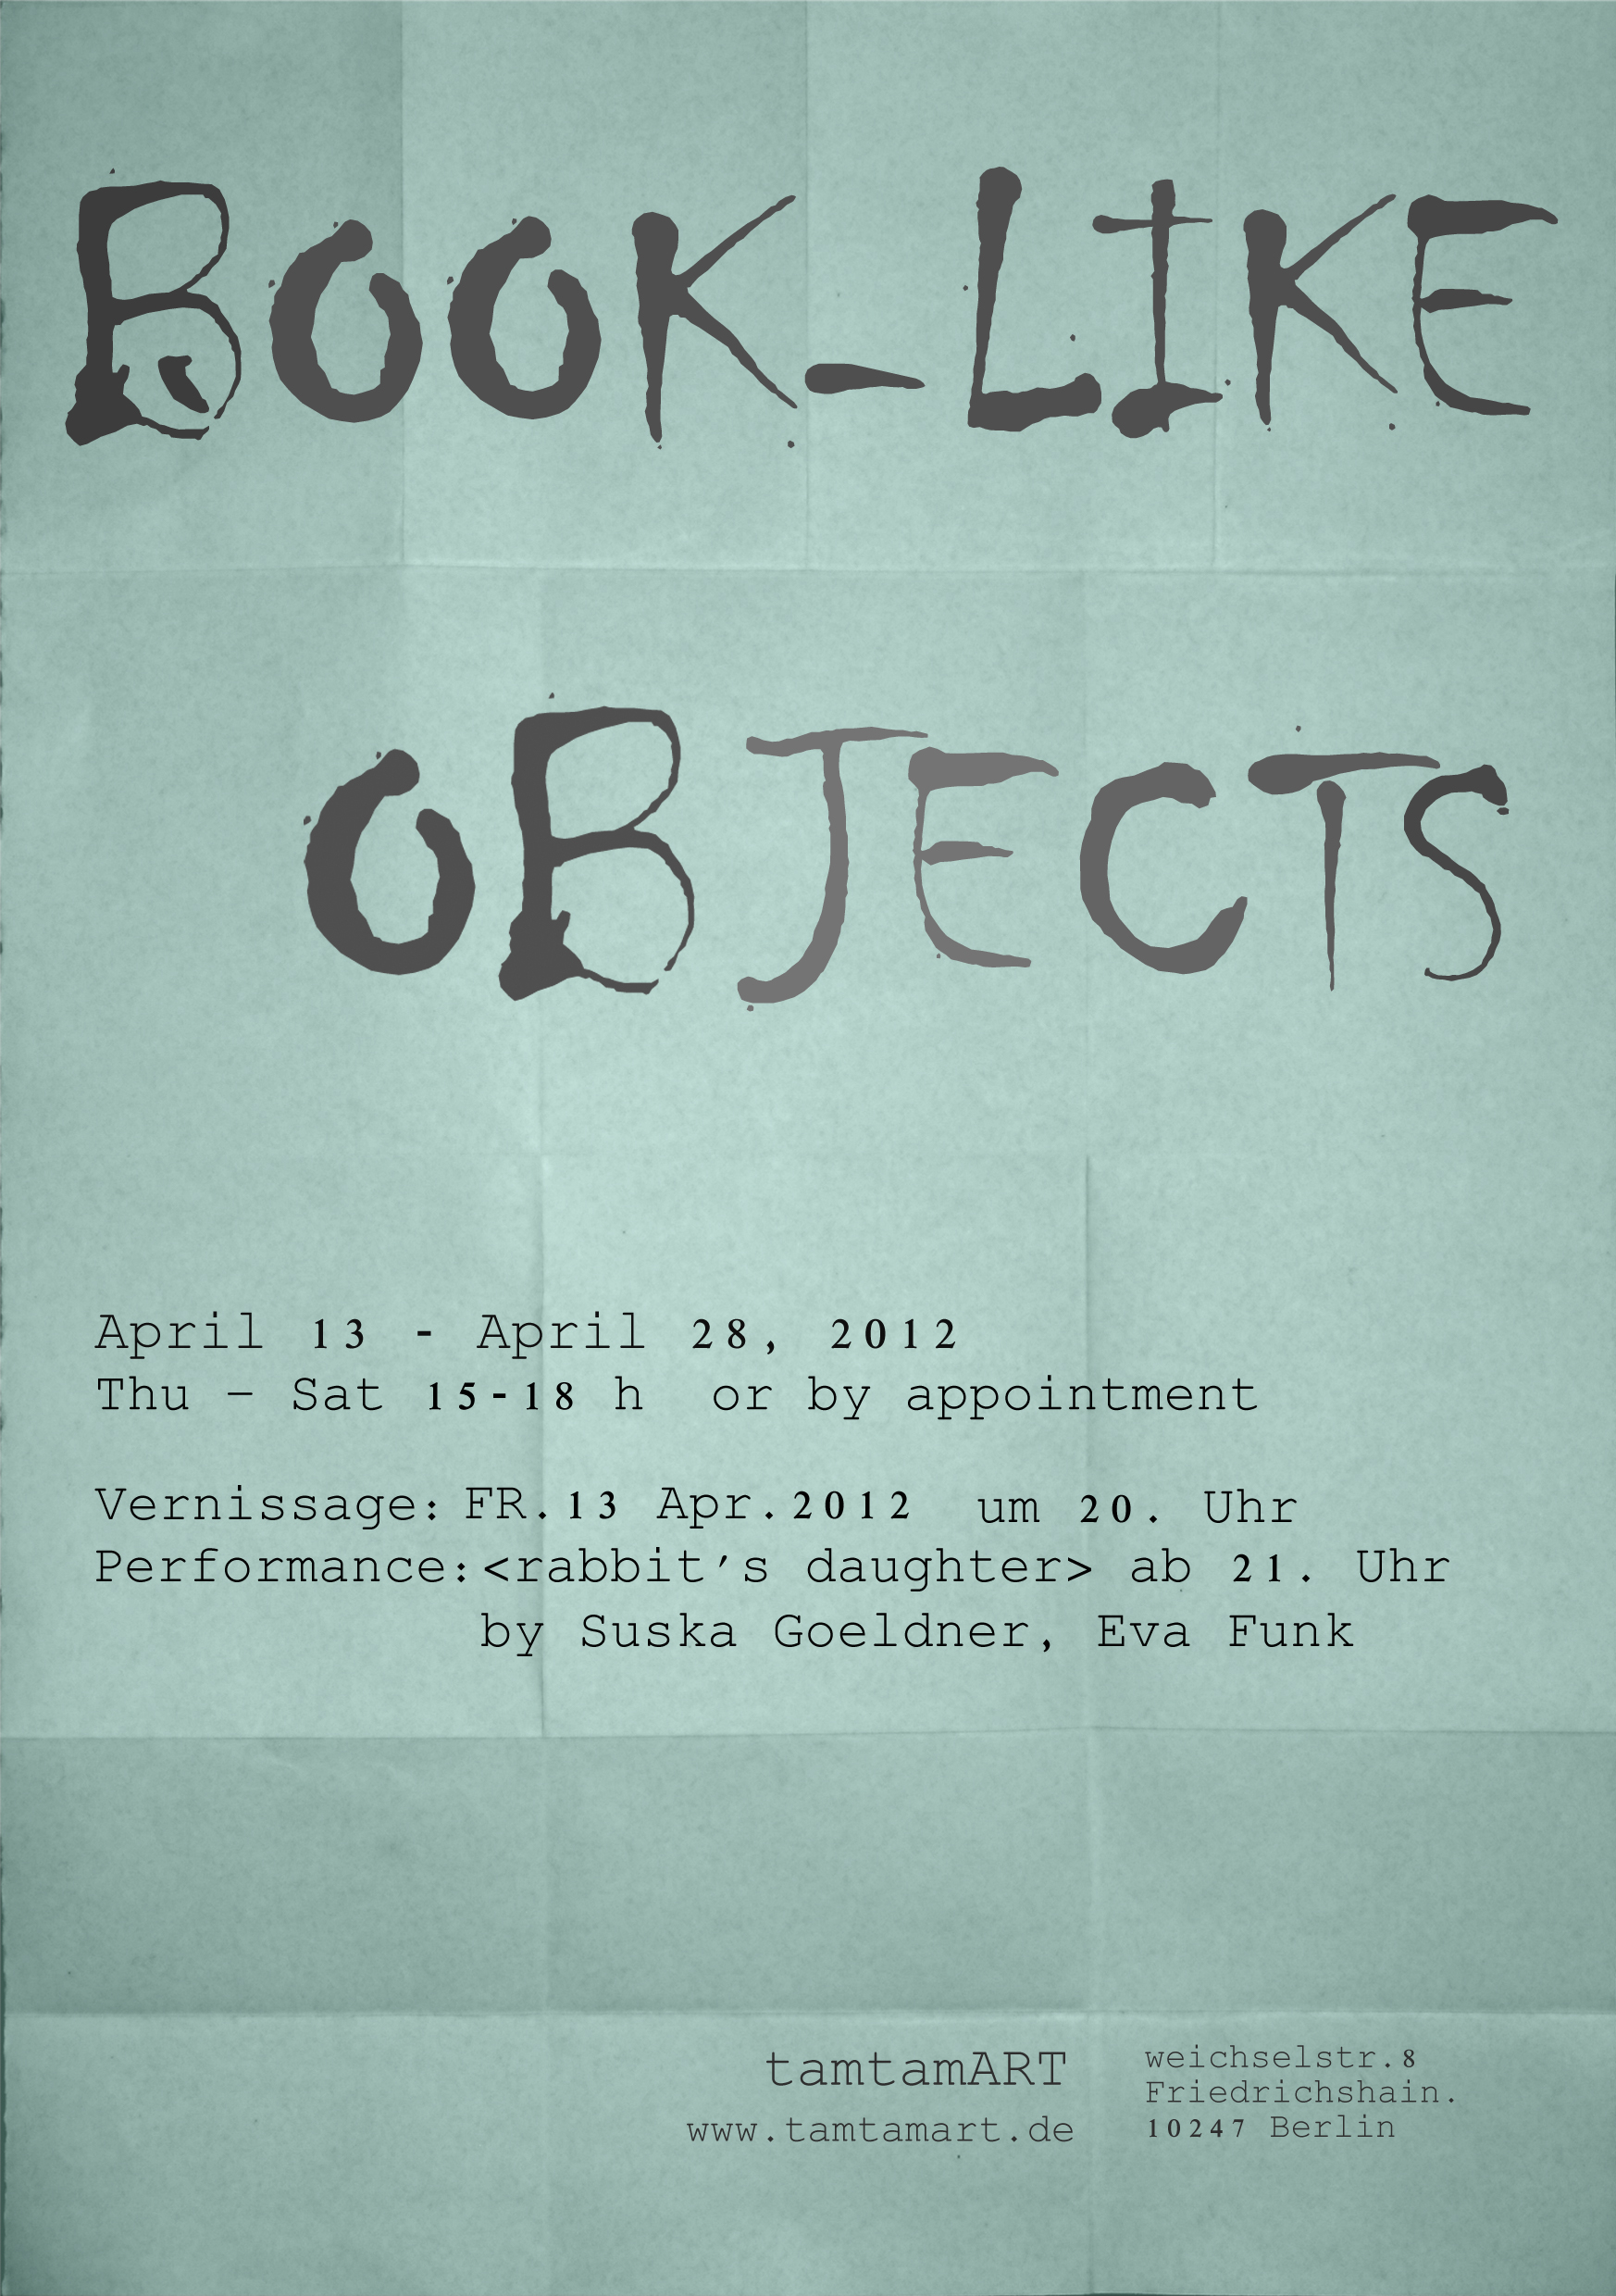 BOOK-LIKE
OBJECTS
April 13 - April 28, 2012
Thu - Sat 15-18 h or by appointment
Vernissage: FR.13 Apr.2012 um 20. Uhr
Performance:<rabbit's daughter> ab 21. Uhr
by Suska Goeldner, Eva Funk
tamtamART
www.tamtamart.de
weichselstr.8
Friedrichshain.
10247 Berlin